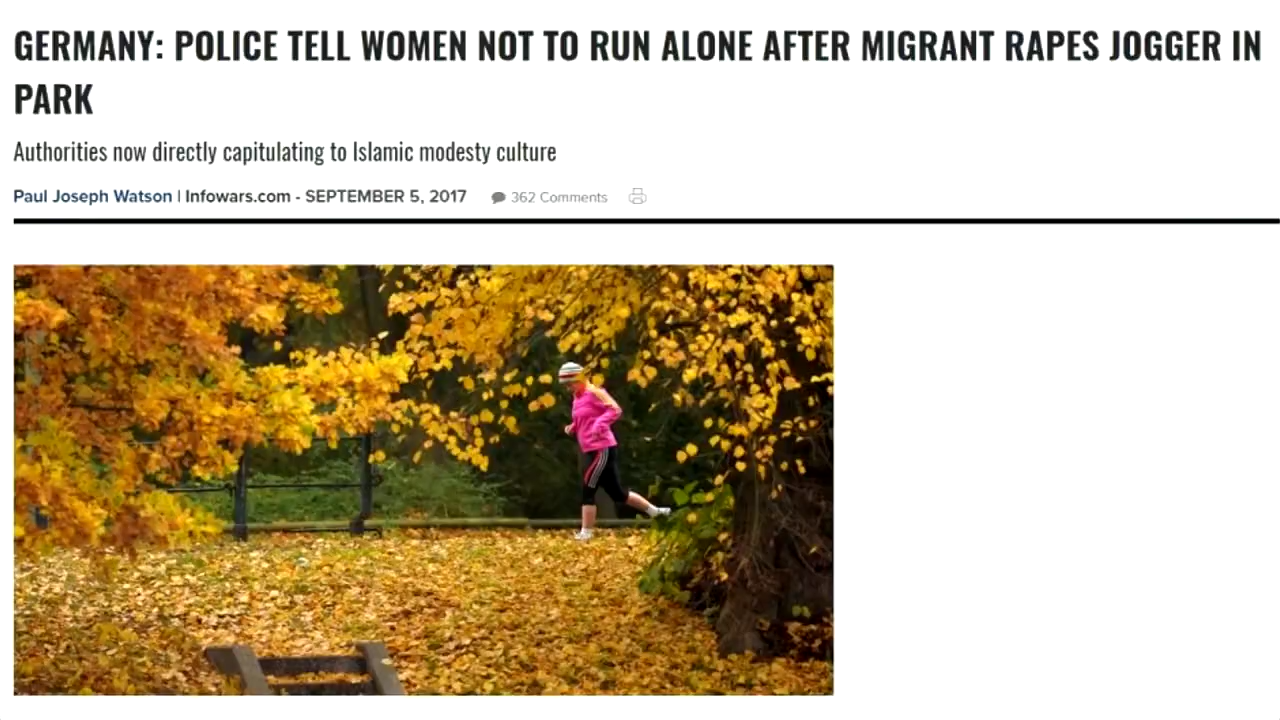 GERMANY: POLICE TELL WOMEN NOT TO RUN ALONE AFTER MIGRANT RAPES JOGGER IN
PARK
Authorities now directly capitulating to Islamic modesty culture
Paul Joseph Watson | Infowars.com - SEPTEMBER 5, 2017 362 Comments